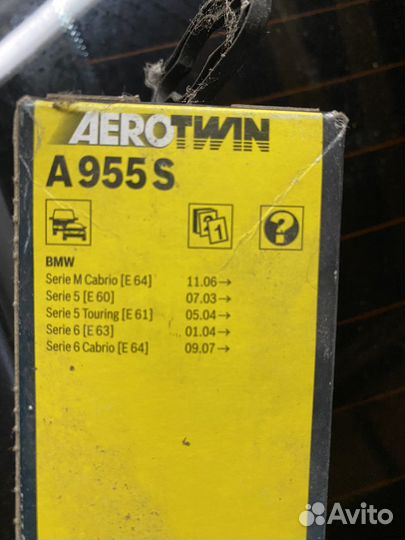 AEROTWIN
A 955 S
1
?
BMW
Serie M Cabrio [E 64] 11.06→
Serie 5 [E 60] 07.03→
Serie 5 Touring [E 61] 05.04→
Serie 6 [E 63] 01.04→
Serie 6 Cabrio [E 64] 09.07→
Avito